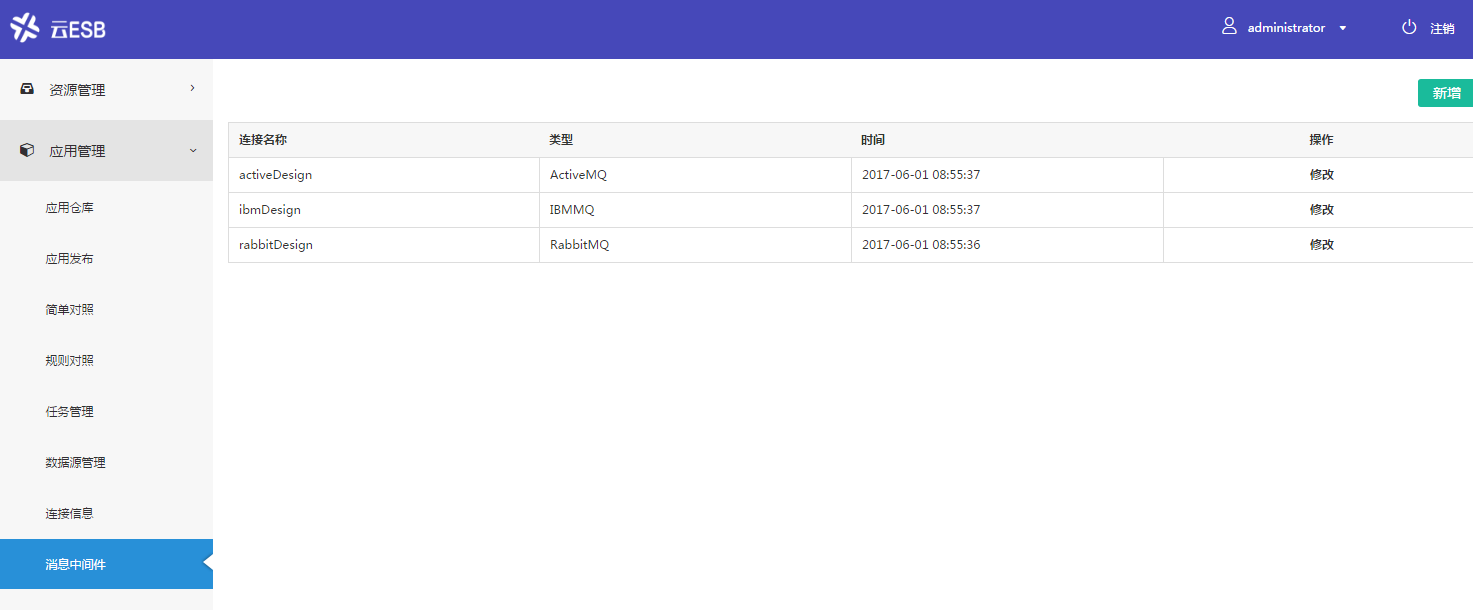 云ESB
administrator
注销
资源管理
应用管理
应用仓库
应用发布
简单对照
规则对照
任务管理
数据源管理
连接信息
消息中间件
新增
连接名称 类型 时间 操作
activeDesign ActiveMQ 2017-06-01 08:55:37 修改
ibmDesign IBMMQ 2017-06-01 08:55:37 修改
rabbitDesign RabbitMQ 2017-06-01 08:55:36 修改